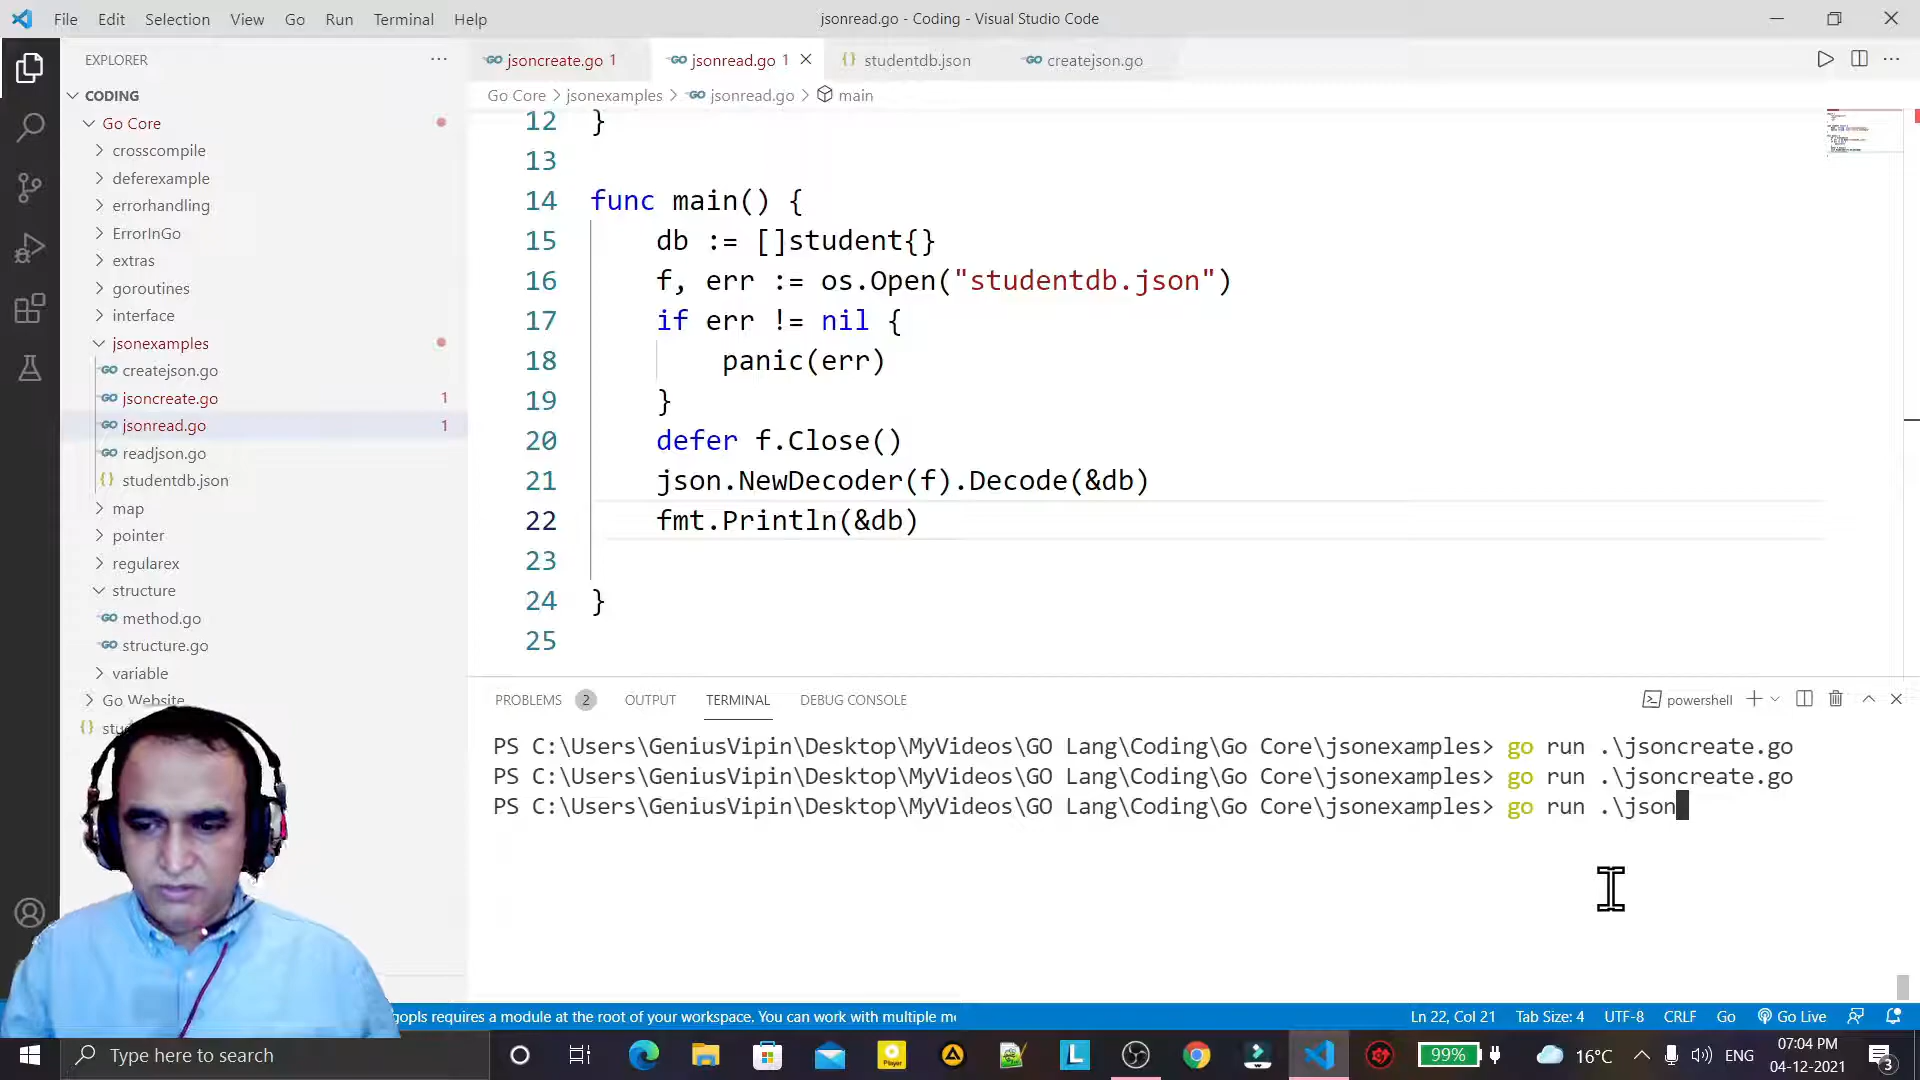 File Edit Selection View Go Run Terminal Help
jsonread.go - Coding - Visual Studio Code
EXPLORER
jsoncreate.go 1
jsonread.go 1
studentdb.json
createjson.go
CODING
Go Core > jsonexamples > jsonread.go > main
Go Core
crosscompile
deferexample
errorhandling
ErrorInGo
extras
goroutines
interface
jsonexamples
createjson.go
jsoncreate.go 1
jsonread.go 1
readjson.go
studentdb.json
map
pointer
regularex
structure
method.go
structure.go
variable
Go Website
12 }
13
14 func main() {
15 db := []student{}
16 f, err := os.Open("studentdb.json")
17 if err != nil {
18 panic(err)
19 }
20 defer f.Close()
21 json.NewDecoder(f).Decode(&db)
22 fmt.Println(&db)
23
24 }
25
PROBLEMS 2 OUTPUT TERMINAL DEBUG CONSOLE
powershell
PS C:\Users\GeniusVipin\Desktop\MyVideos\GO Lang\Coding\Go Core\jsonexamples> go run .\jsoncreate.go
PS C:\Users\GeniusVipin\Desktop\MyVideos\GO Lang\Coding\Go Core\jsonexamples> go run .\jsoncreate.go
PS C:\Users\GeniusVipin\Desktop\MyVideos\GO Lang\Coding\Go Core\jsonexamples> go run .\json
gopls requires a module at the root of your workspace. You can work with multiple
Ln 22, Col 21 Tab Size: 4 UTF-8 CRLF Go Go Live
Type here to search
Player
L
99%
16°C
ENG
07:04 PM
04-12-2021
3